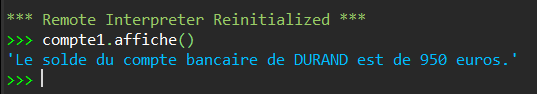 *** Remote Interpreter Reinitialized ***
>>> compte1.affiche()
'Le solde du compte bancaire de DURAND est de 950 euros.'
>>>